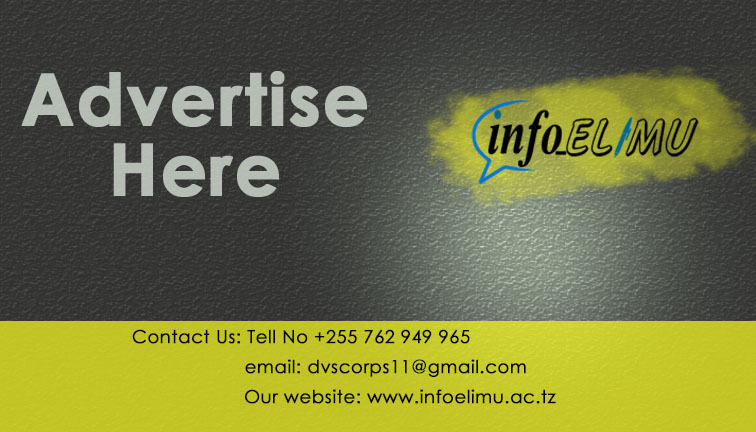 Advertise
Here
info_ELIMU
Contact Us: Tell No +255 762 949 965
email: dvscorps11@gmail.com
Our website: www.infoelimu.ac.tz